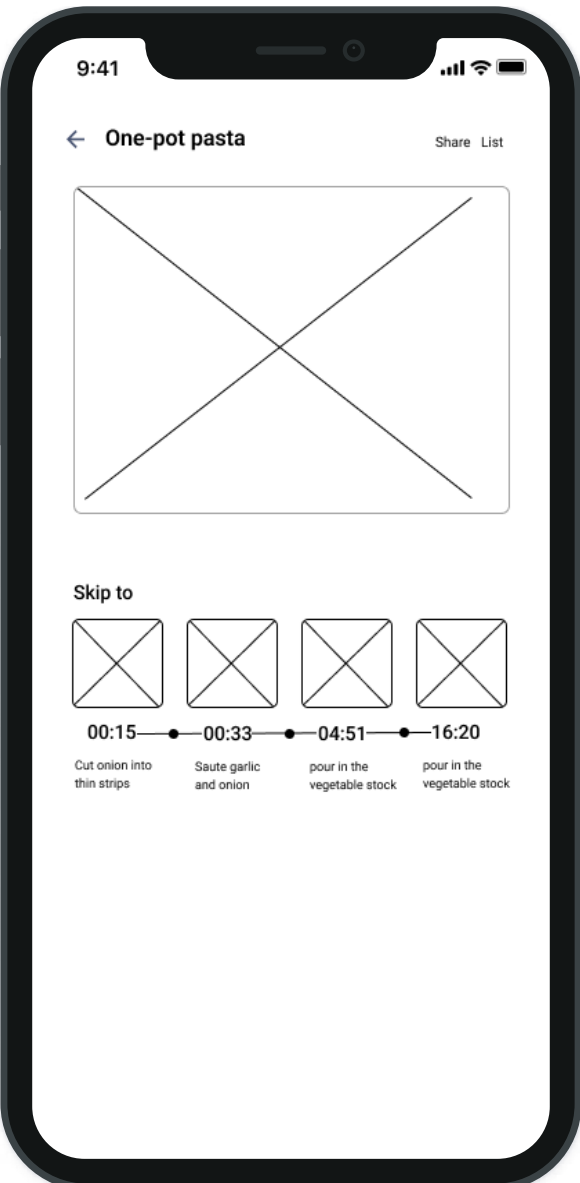 9:41
One-pot pasta
Share List
Skip to
00:15 00:33 04:51 16:20
Cut onion into
thin strips
Saute garlic
and onion
pour in the
vegetable stock
pour in the
vegetable stock